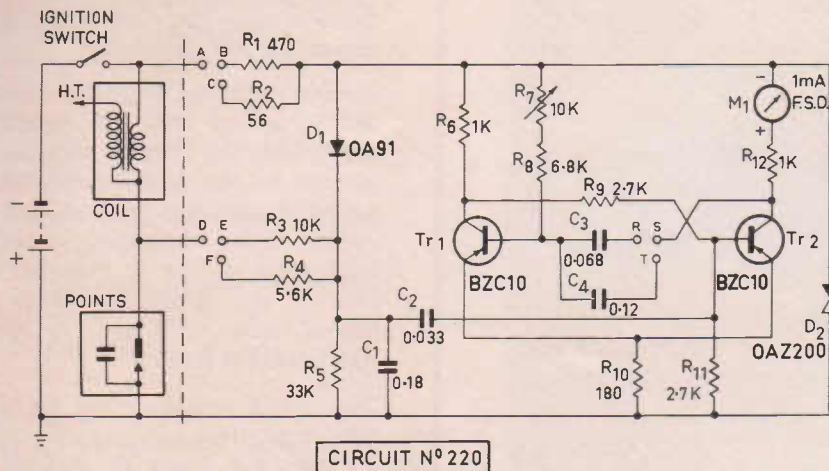 IGNITION
SWITCH
H.T.
COIL
POINTS
-
+
A B
C
D E
F
R1 470
R2
56
D1
OA91
R3 10K
R4
5.6K
R5
33K
C1
0.18
C2
0.033
R6
1K
R7
10K
R8
6.8K
R9 2.7K
C3
0.068
R S
T
C4
0.12
Tr1
BZC10
Tr2
BZC10
R10
180
R11
2.7K
-
M1
+
1mA
F.S.D.
R12
1K
D2
OAZ200
CIRCUIT Nº 220